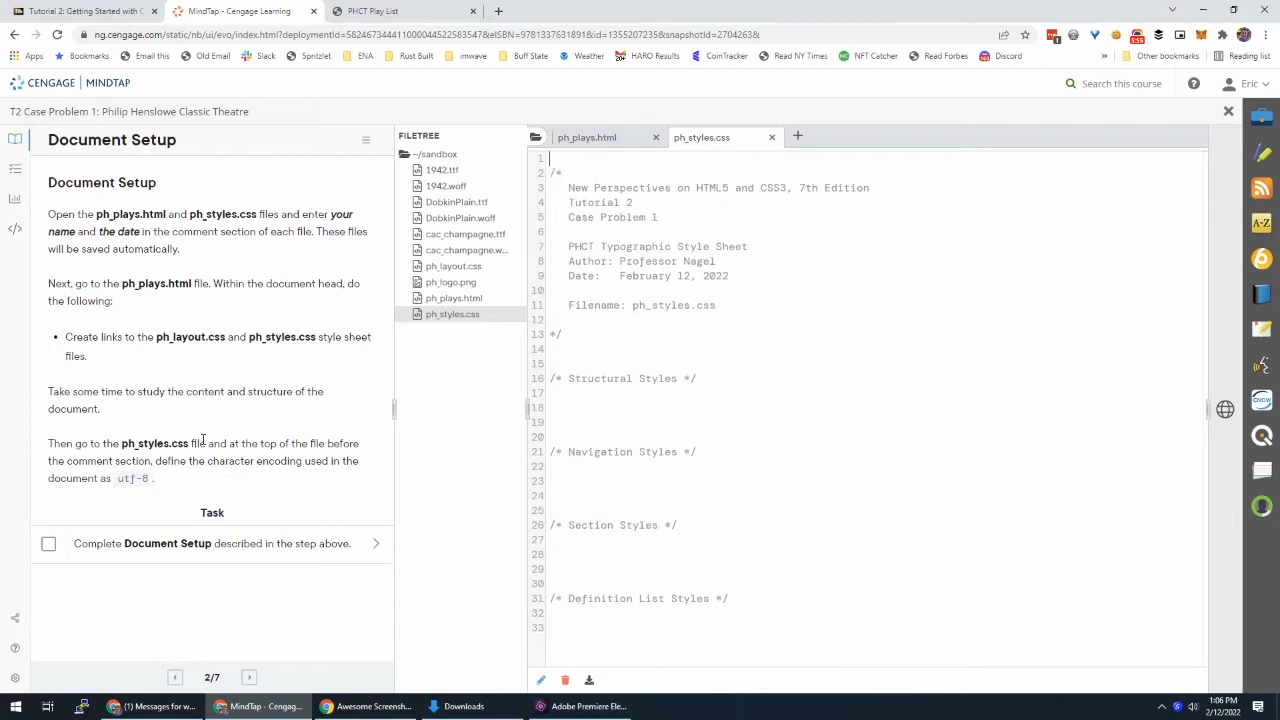 Tutorial 2: Getting Started with C
MindTap - Cengage Learning
PHCT Play List
ng.cengage.com/static/nb/ui/evo/index.html?deploymentId=58246734441100004452258354​7&eISBN=9781337631891&id=1355207235&snapshotId=2704263&
1
5:55
Apps
Bookmarks
Email this
Old Email
Slack
Spritzlet
ENA
Rust Built
imwave
Buff State
Weather
HARO Results
CoinTracker
Read NY Times
NFT Catcher
Read Forbes
Discord
Other bookmarks
Reading list
CENGAGE | MINDTAP
Search this course
Eric
T2 Case Problem 1: Philip Henslowe Classic Theatre
Document Setup
Document Setup
Open the ph_plays.html and ph_styles.css files and enter your
name and the date in the comment section of each file. These files
will be saved automatically.
Next, go to the ph_plays.html file. Within the document head, do
the following:
• Create links to the ph_layout.css and ph_styles.css style sheet
files.
Take some time to study the content and structure of the
document.
Then go to the ph_styles.css file and at the top of the file before
the comment section, define the character encoding used in the
document as utf-8 .
Task
Complete Document Setup described in the step above.
2/7
FILETREE
~/sandbox
1942.ttf
1942.woff
DobkinPlain.ttf
DobkinPlain.woff
cac_champagne.ttf
cac_champagne.w...
ph_layout.css
ph_logo.png
ph_plays.html
ph_styles.css
ph_plays.html
ph_styles.css
1
2 /*
3 New Perspectives on HTML5 and CSS3, 7th Edition
4 Tutorial 2
5 Case Problem 1
6
7 PHCT Typographic Style Sheet
8 Author: Professor Nagel
9 Date: February 12, 2022
10
11 Filename: ph_styles.css
12
13 */
14
15
16 /* Structural Styles */
17
18
19
20
21 /* Navigation Styles */
22
23
24
25
26 /* Section Styles */
27
28
29
30
31 /* Definition List Styles */
32
33
A-Z
CNOW
(1) Messages for w...
MindTap - Cengag...
Awesome Screensh...
Downloads
Adobe Premiere Ele...
1:06 PM
2/12/2022